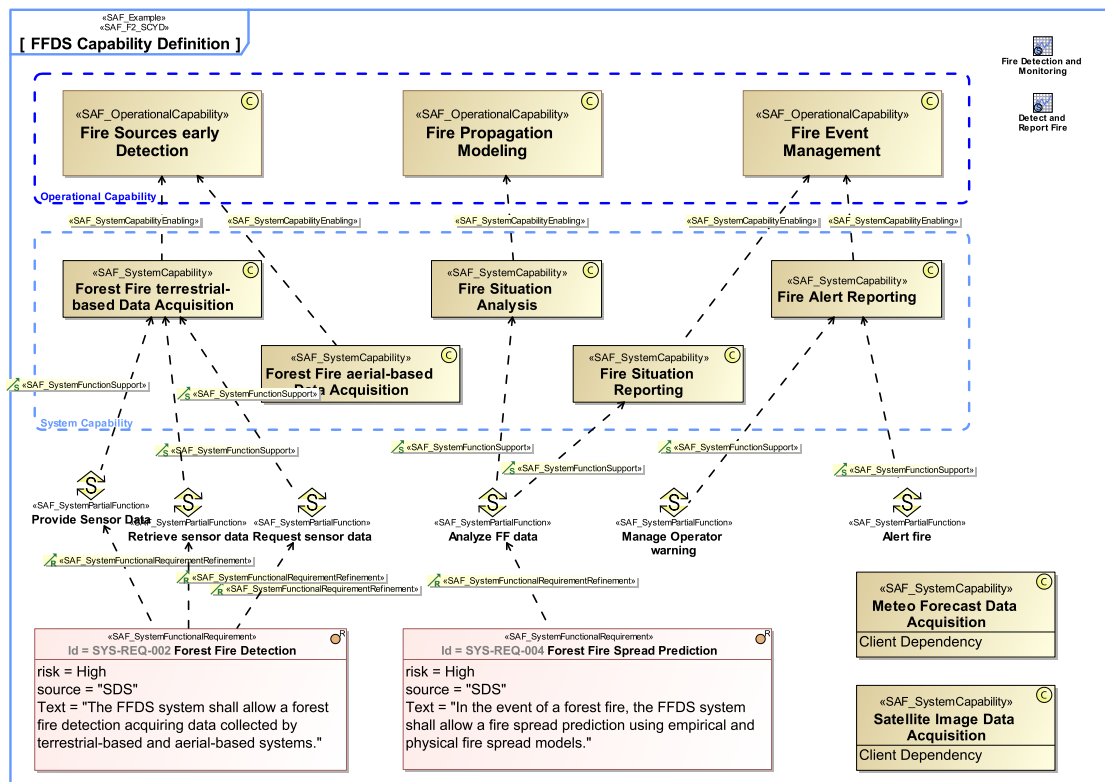 «SAF_Example»
«SAF_F2_SCYD»
[ FFDS Capability Definition ]
Fire Detection and
Monitoring
Detect and
Report Fire
C
«SAF_OperationalCapability»
Fire Sources early
Detection
C
«SAF_OperationalCapability»
Fire Propagation
Modeling
C
«SAF_OperationalCapability»
Fire Event
Management
Operational Capability
«SAF_SystemCapabilityEnabling»
«SAF_SystemCapabilityEnabling»
«SAF_SystemCapabilityEnabling»
«SAF_SystemCapabilityEnabling»
«SAF_SystemCapabilityEnabling»
C
«SAF_SystemCapability»
Forest Fire terrestrial-
based Data Acquisition
C
«SAF_SystemCapability»
Fire Situation
Analysis
C
«SAF_SystemCapability»
Fire Alert Reporting
C
«SAF_SystemCapability»
Forest Fire aerial-based
Data Acquisition
C
«SAF_SystemCapability»
Fire Situation
Reporting
S «SAF_SystemFunctionSupport»
S «SAF_SystemFunctionSupport»
System Capability
S «SAF_SystemFunctionSupport»
S «SAF_SystemFunctionSupport»
S «SAF_SystemFunctionSupport»
S «SAF_SystemFunctionSupport»
S «SAF_SystemFunctionSupport»
S
«SAF_SystemPartialFunction»
Provide Sensor Data
S
«SAF_SystemPartialFunction»
Retrieve sensor data
S
«SAF_SystemPartialFunction»
Request sensor data
S
«SAF_SystemPartialFunction»
Analyze FF data
S
«SAF_SystemPartialFunction»
Manage Operator
warning
S
«SAF_SystemPartialFunction»
Alert fire
R «SAF_SystemFunctionalRequirementRefinement»
R «SAF_SystemFunctionalRequirementRefinement»
R «SAF_SystemFunctionalRequirementRefinement»
R «SAF_SystemFunctionalRequirementRefinement»
«SAF_SystemFunctionalRequirement»
R
Id = SYS-REQ-002 Forest Fire Detection
risk = High
source = "SDS"
Text = "The FFDS system shall allow a forest
fire detection acquiring data collected by
terrestrial-based and aerial-based systems."
«SAF_SystemFunctionalRequirement»
R
Id = SYS-REQ-004 Forest Fire Spread Prediction
risk = High
source = "SDS"
Text = "In the event of a forest fire, the FFDS system
shall allow a fire spread prediction using empirical and
physical fire spread models."
C
«SAF_SystemCapability»
Meteo Forecast Data
Acquisition
Client Dependency
C
«SAF_SystemCapability»
Satellite Image Data
Acquisition
Client Dependency